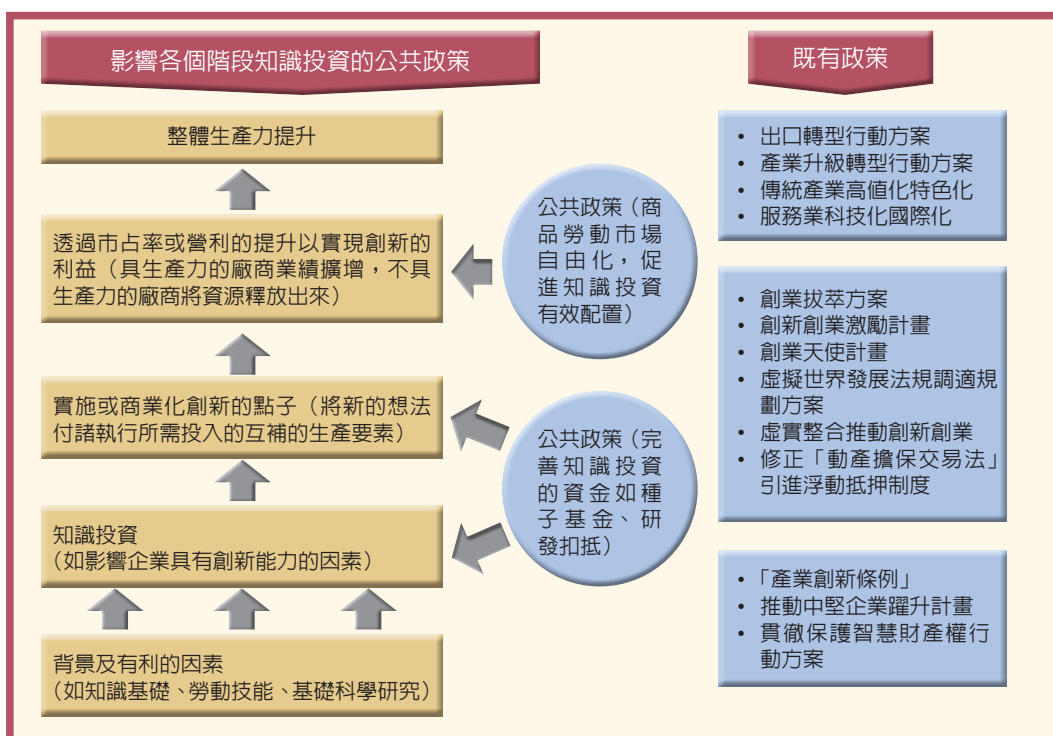 影響各個階段知識投資的公共政策
整體生產力提升
透過市占率或營利的提升以實現創新的
利益（具生產力的廠商業績擴增，不具
生產力的廠商將資源釋放出來）
實施或商業化創新的點子（將新的想法
付諸執行所需投入的互補的生產要素）
知識投資
（如影響企業具有創新能力的因素）
背景及有利的因素
（如知識基礎、勞動技能、基礎科學研究）
公共政策（商
品勞動市場
自由化，促
進知識投資
有效配置）
公共政策（完
善知識投資
的資金如種
子基金、研
發扣抵）
既有政策
• 出口轉型行動方案
• 產業升級轉型行動方案
• 傳統產業高值化特色化
• 服務業科技化國際化
• 創業拔萃方案
• 創新創業激勵計畫
• 創業天使計畫
• 虛擬世界發展法規調適規
劃方案
• 虛實整合推動創新創業
• 修正「動產擔保交易法」
引進浮動抵押制度
• 「產業創新條例」
• 推動中堅企業躍升計畫
• 貫徹保護智慧財產權行
動方案